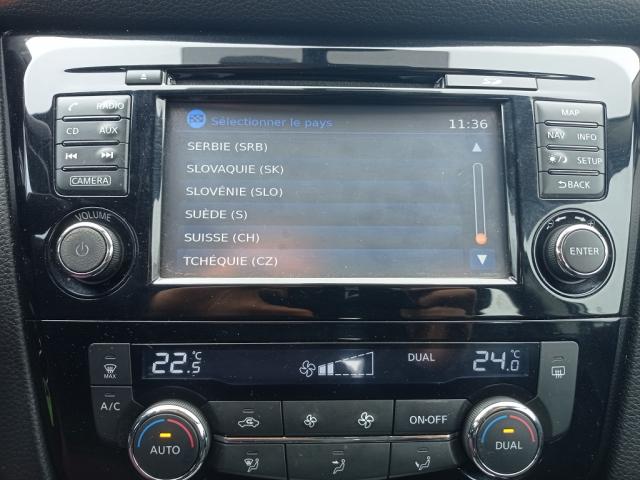 RADIO
CD AUX
CAMERA
VOLUME
Sélectionner le pays 11:36
SERBIE (SRB)
SLOVAQUIE (SK)
SLOVÉNIE (SLO)
SUÈDE (S)
SUISSE (CH)
TCHÉQUIE (CZ)
MAP
NAV INFO
SETUP
BACK
ENTER
MAX
A/C
22.5 °C
DUAL
24.0 °C
ON·OFF
AUTO
DUAL